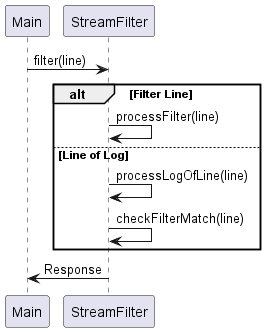 Main StreamFilter
filter(line)
alt [Filter Line]
processFilter(line)
[Line of Log]
processLogOfLine(line)
checkFilterMatch(line)
Response
Main StreamFilter